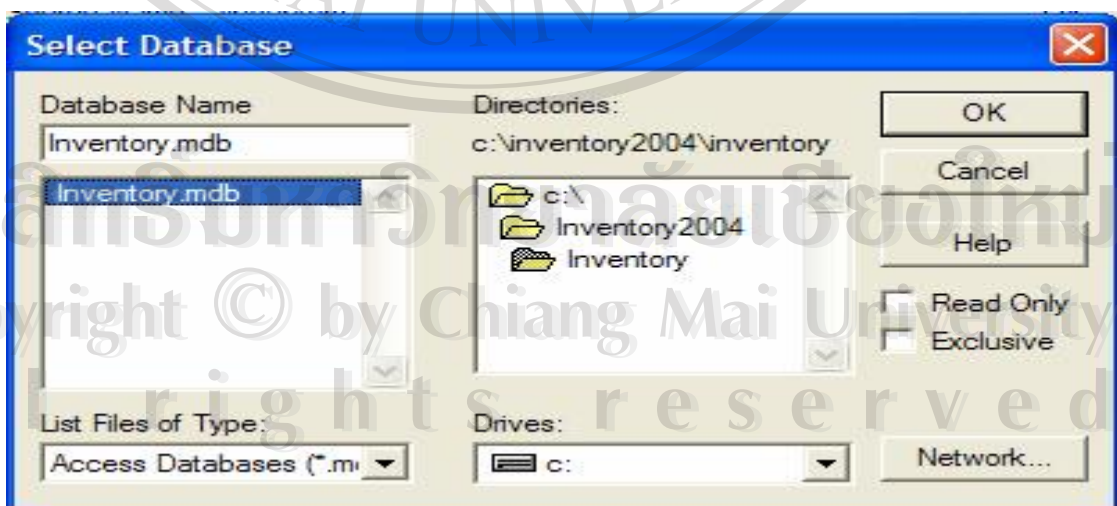 Select Database
Database Name
Inventory.mdb
Inventory.mdb
List Files of Type:
Access Databases (*.m
Directories:
c:\inventory2004\inventory
c:\
Inventory2004
Inventory
Drives:
c:
OK
Cancel
Help
Read Only
Exclusive
Network...
by Chiang Mai University
rights reserved